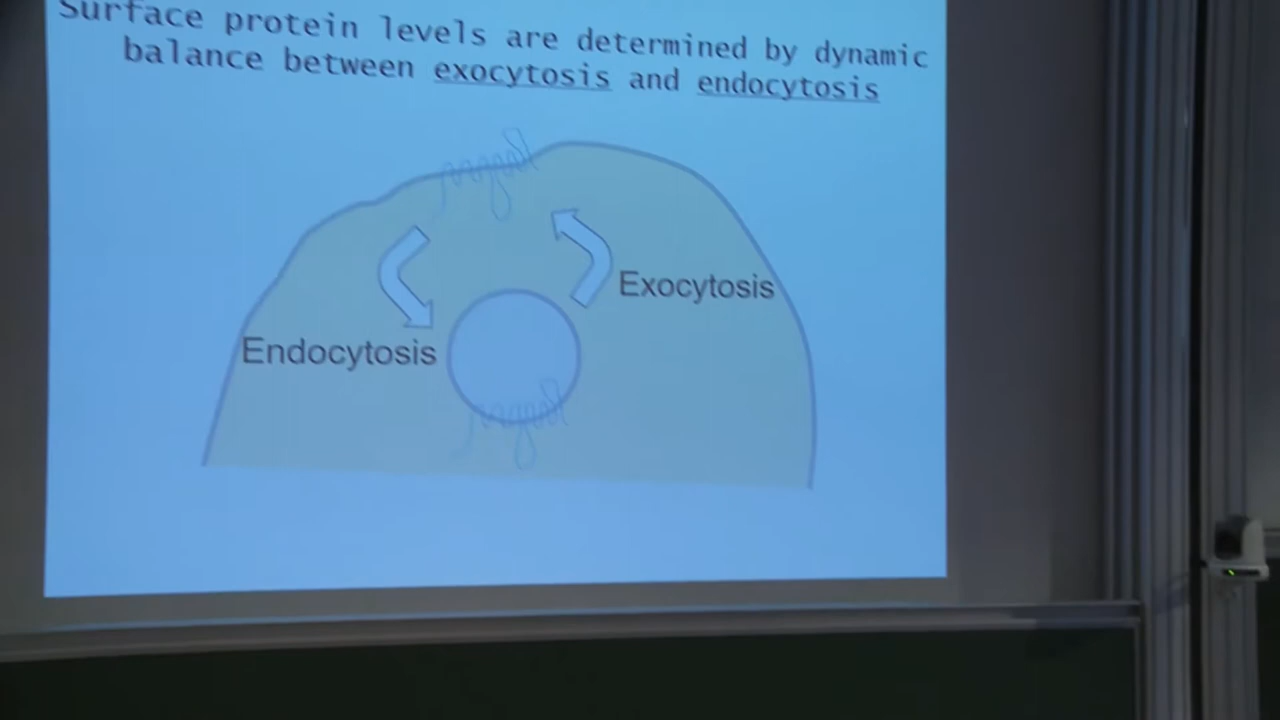 Surface protein levels are determined by dynamic
balance between exocytosis and endocytosis
Exocytosis
Endocytosis